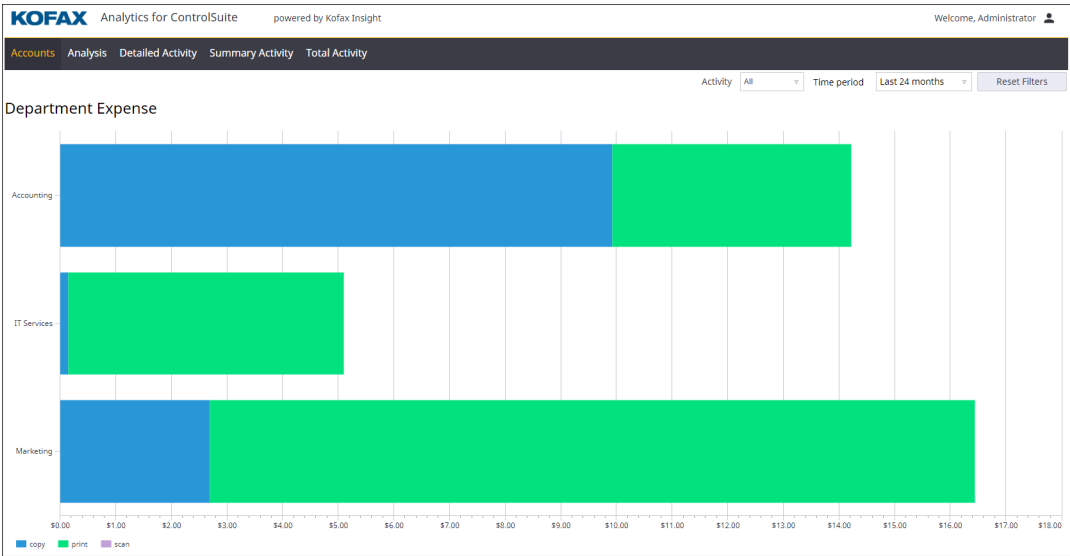 KOFAX Analytics for ControlSuite powered by Kofax Insight Welcome, Administrator
Accounts Analysis Detailed Activity Summary Activity Total Activity
Activity All Time period Last 24 months Reset Filters
Department Expense
Accounting
IT Services
Marketing
$0.00 $1.00 $2.00 $3.00 $4.00 $5.00 $6.00 $7.00 $8.00 $9.00 $10.00 $11.00 $12.00 $13.00 $14.00 $15.00 $16.00 $17.00 $18.00
copy print scan